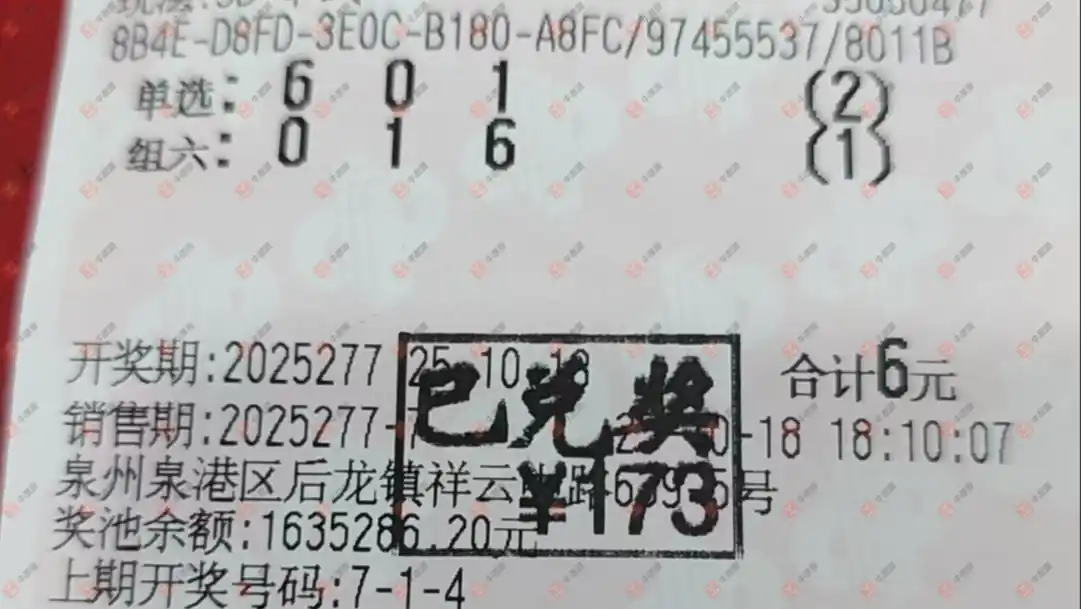 8B4E-D8FD-3E0C-B180-A8FC/97455537/8011B
单选: 6 0 1 (2)
组六: 0 1 6 (1)
开奖期:2025277 25-10-18 合计6元
销售期:2025277-7 -18 18:10:07
已兑奖
¥173
泉州泉港区后龙镇祥云 路6 号
奖池余额:1635286.20元
上期开奖号码:7-1-4